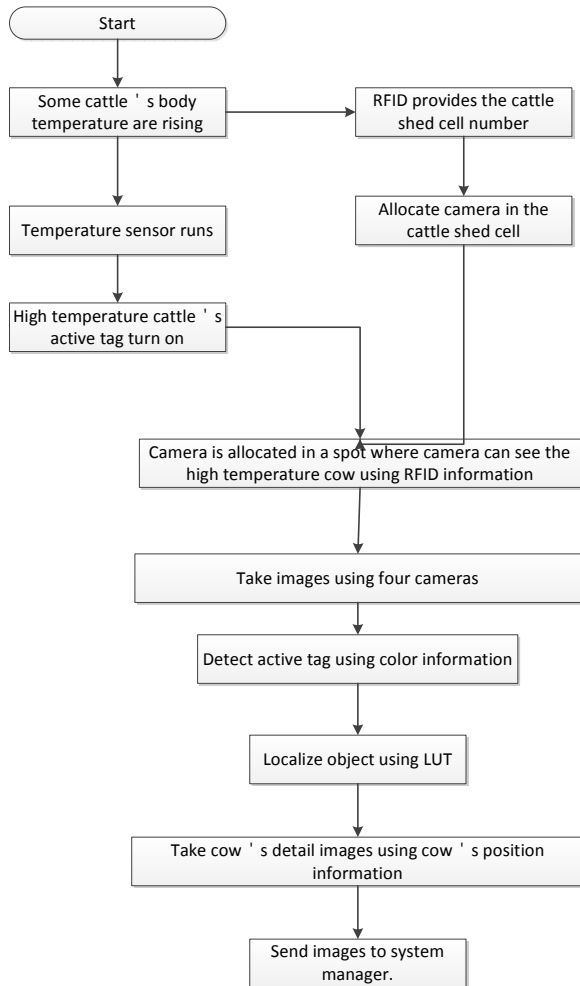 Start
Some cattle ' s body
temperature are rising
RFID provides the cattle
shed cell number
Temperature sensor runs
Allocate camera in the
cattle shed cell
High temperature cattle ' s
active tag turn on
Camera is allocated in a spot where camera can see the
high temperature cow using RFID information
Take images using four cameras
Detect active tag using color information
Localize object using LUT
Take cow ' s detail images using cow ' s position
information
Send images to system
manager.